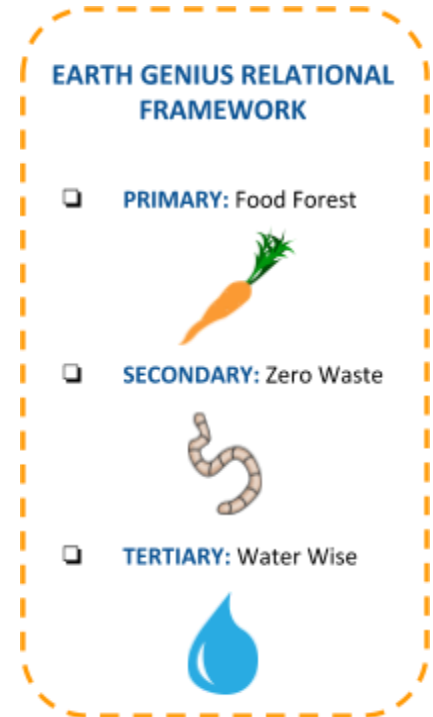 EARTH GENIUS RELATIONAL
FRAMEWORK
❏ PRIMARY: Food Forest
❏ SECONDARY: Zero Waste
❏ TERTIARY: Water Wise